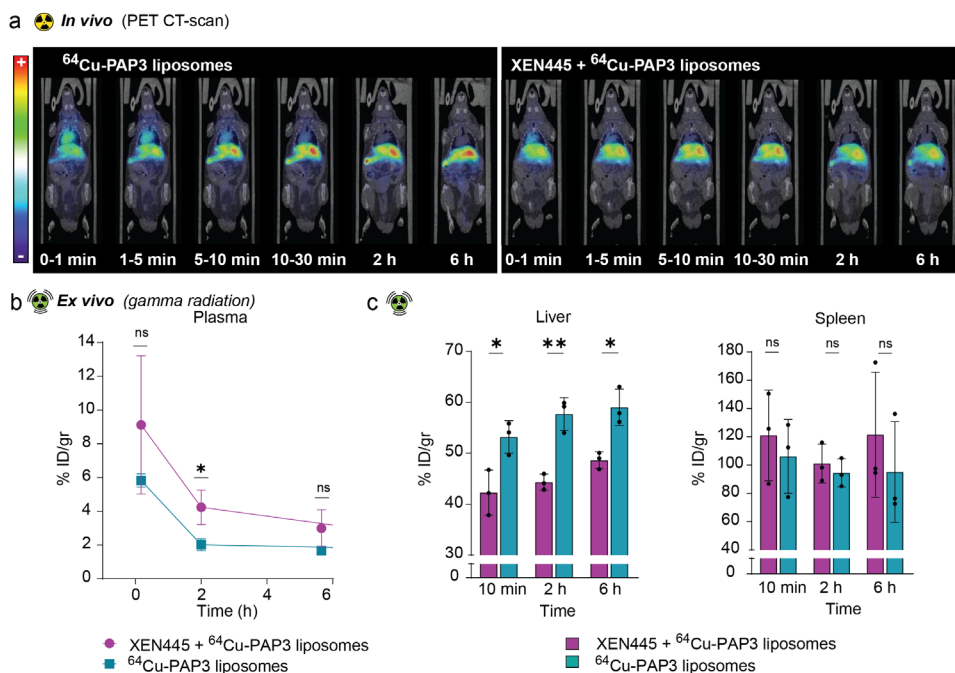 a In vivo (PET CT-scan)
+
-
⁶⁴Cu-PAP3 liposomes
0-1 min 1-5 min 5-10 min 10-30 min 2 h 6 h
XEN445 + ⁶⁴Cu-PAP3 liposomes
0-1 min 1-5 min 5-10 min 10-30 min 2 h 6 h
b Ex vivo (gamma radiation)
Plasma
% ID/gr
14
12
10
8
6
4
2
0
ns
*
ns
0 2 4 6
Time (h)
XEN445 + ⁶⁴Cu-PAP3 liposomes
⁶⁴Cu-PAP3 liposomes
c
Liver
% ID/gr
70
60
50
40
30
0
* ** *
10 min 2 h 6 h
Time
Spleen
% ID/gr
180
160
140
120
100
80
60
40
0
ns ns ns
10 min 2 h 6 h
Time
XEN445 + ⁶⁴Cu-PAP3 liposomes
⁶⁴Cu-PAP3 liposomes